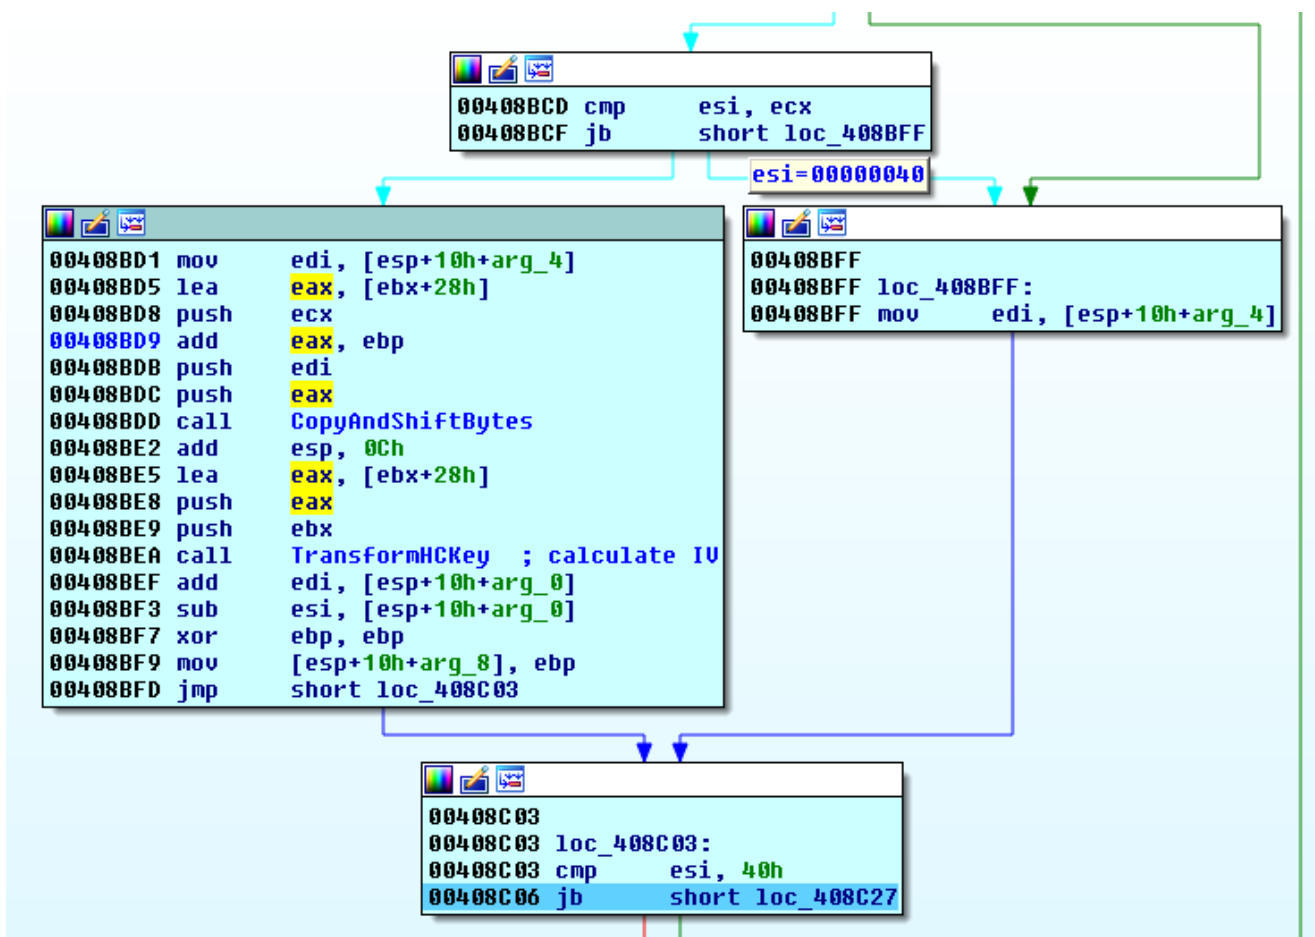 00408BCD cmp esi, ecx
00408BCF jb short loc_408BFF
esi=00000040
00408BD1 mov edi, [esp+10h+arg_4]
00408BD5 lea eax, [ebx+28h]
00408BD8 push ecx
00408BD9 add eax, ebp
00408BDB push edi
00408BDC push eax
00408BDD call CopyAndShiftBytes
00408BE2 add esp, 0Ch
00408BE5 lea eax, [ebx+28h]
00408BE8 push eax
00408BE9 push ebx
00408BEA call TransformHCKey ; calculate IV
00408BEF add edi, [esp+10h+arg_0]
00408BF3 sub esi, [esp+10h+arg_0]
00408BF7 xor ebp, ebp
00408BF9 mov [esp+10h+arg_8], ebp
00408BFD jmp short loc_408C03
00408BFF
00408BFF loc_408BFF:
00408BFF mov edi, [esp+10h+arg_4]
00408C03
00408C03 loc_408C03:
00408C03 cmp esi, 40h
00408C06 jb short loc_408C27